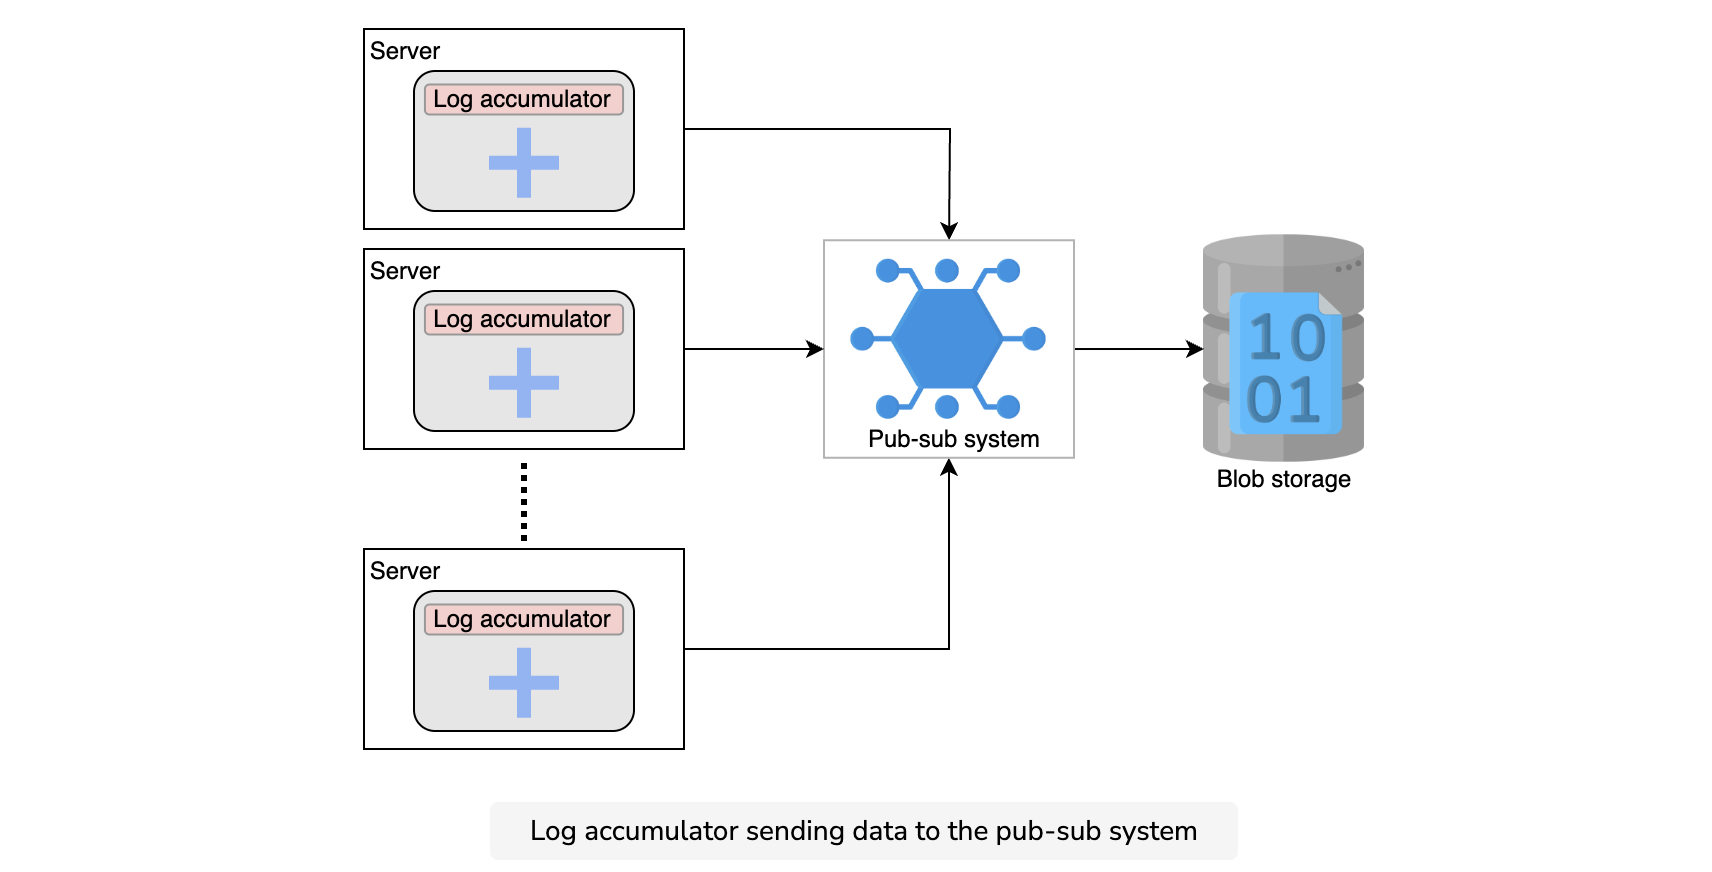 Server
Log accumulator
Server
Log accumulator
Server
Log accumulator
Pub-sub system
10
01
Blob storage
Log accumulator sending data to the pub-sub system